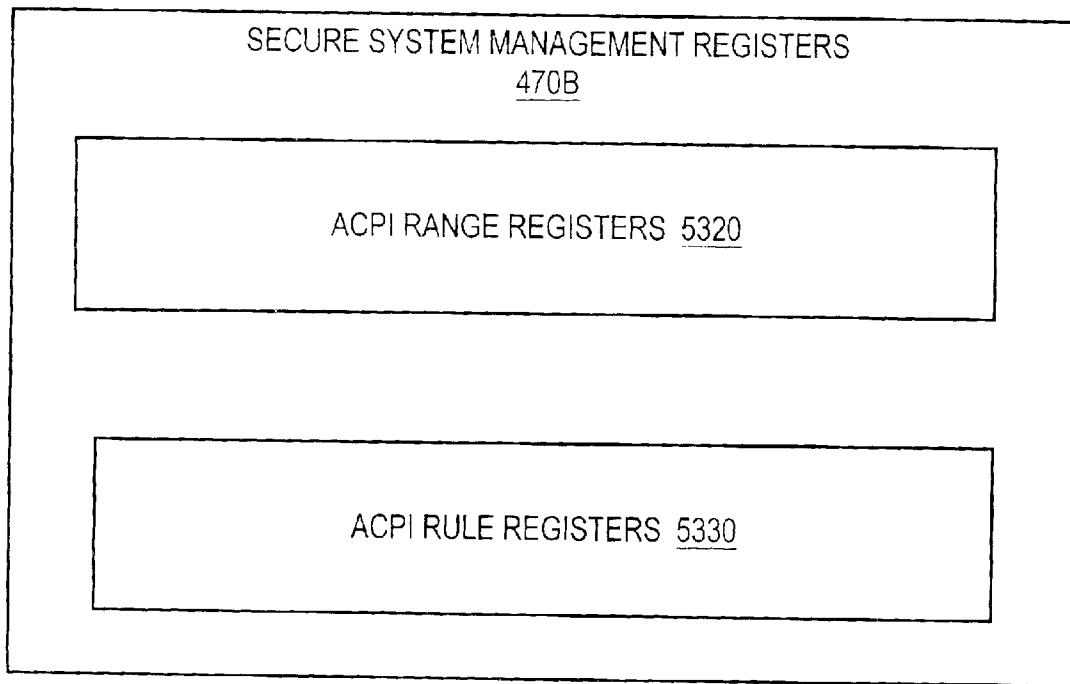 SECURE SYSTEM MANAGEMENT REGISTERS
470B
ACPI RANGE REGISTERS 5320
ACPI RULE REGISTERS 5330